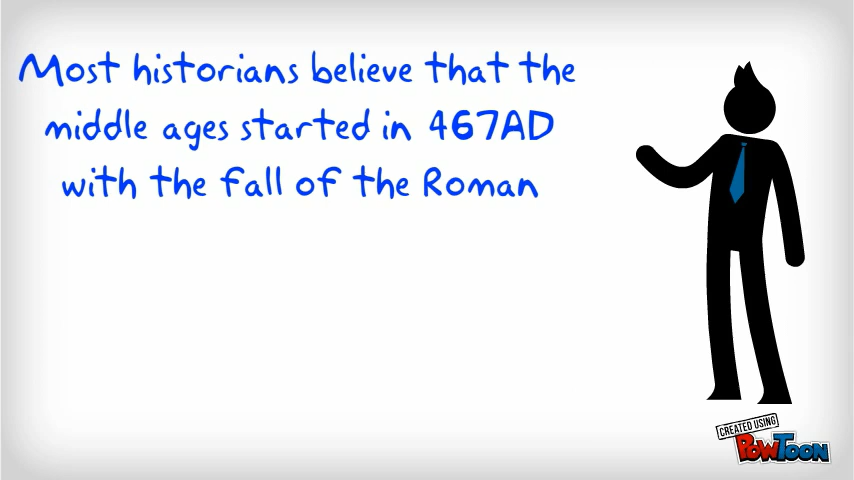 Most historians believe that the
middle ages started in 467AD
with the fall of the Roman
CREATED USING
POWTOON